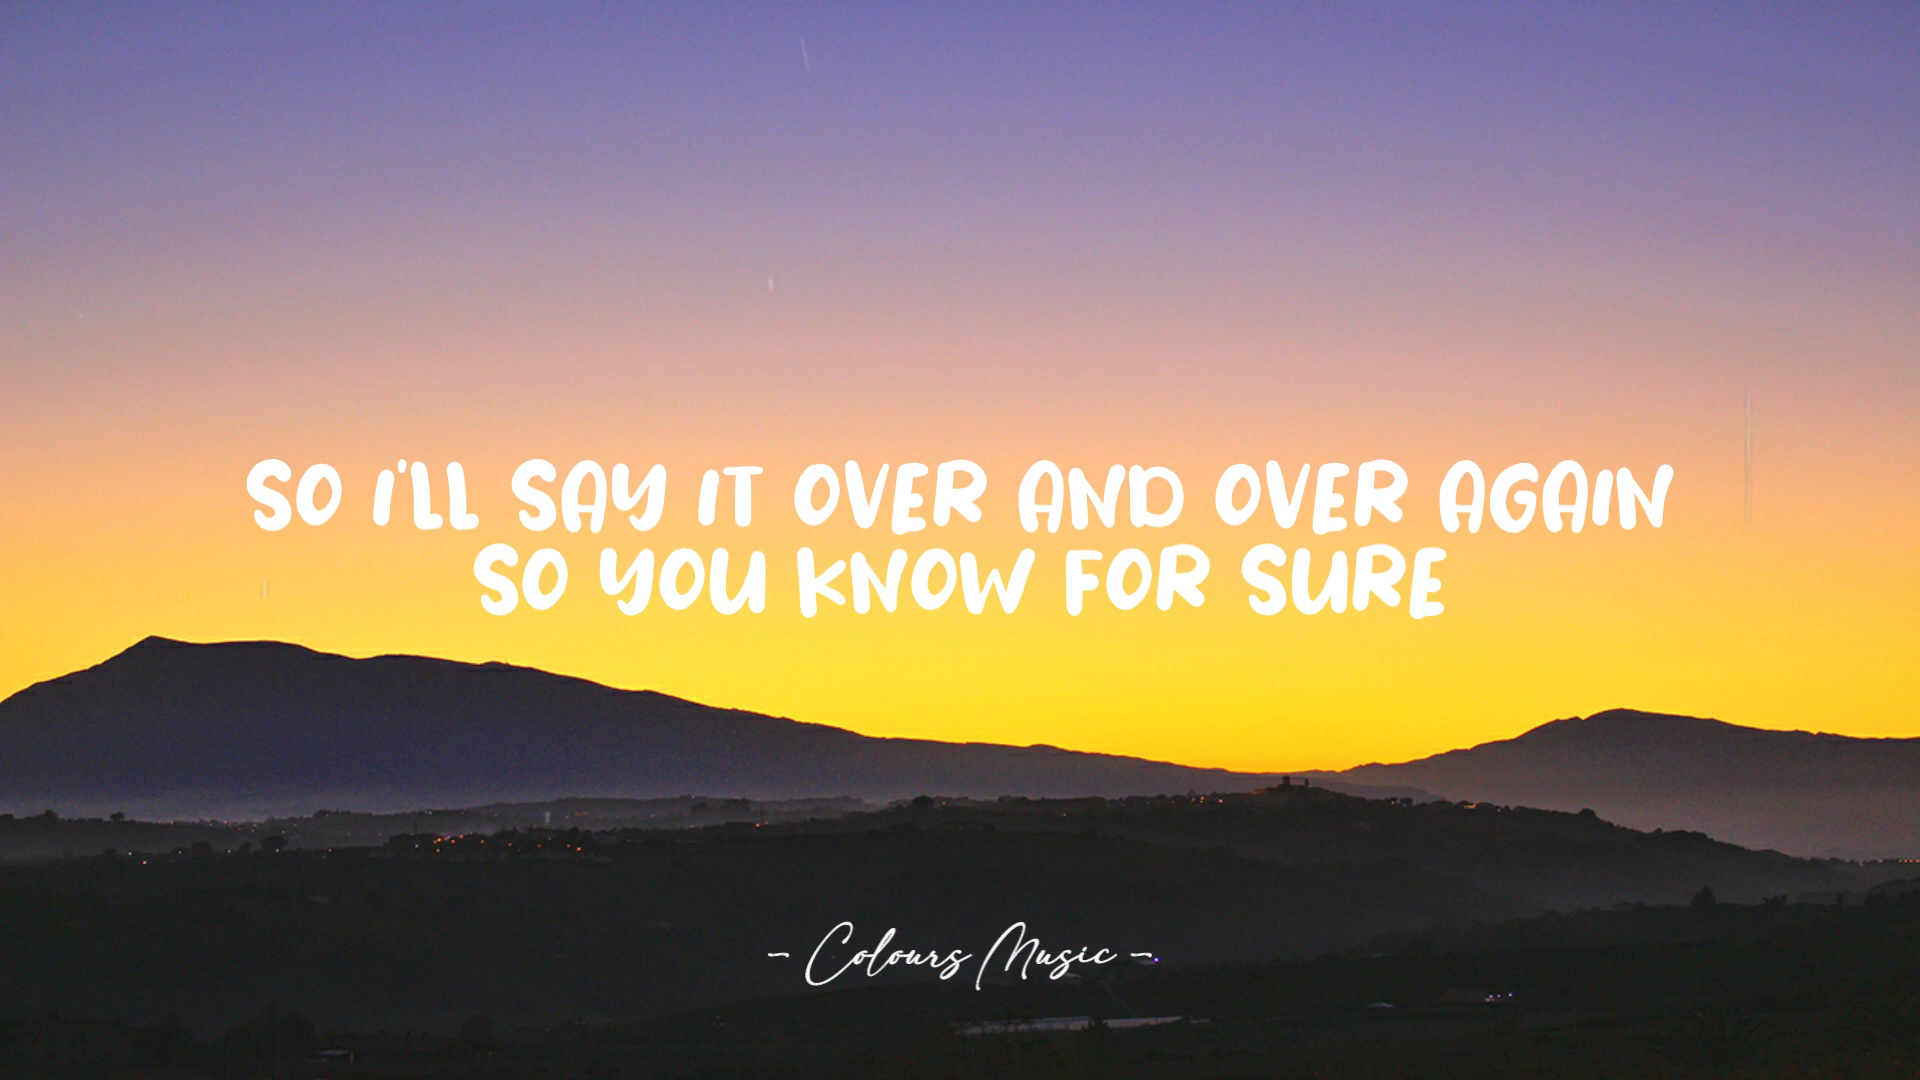 SO I'LL SAY IT OVER AND OVER AGAIN
SO YOU KNOW FOR SURE
- Colours Music -